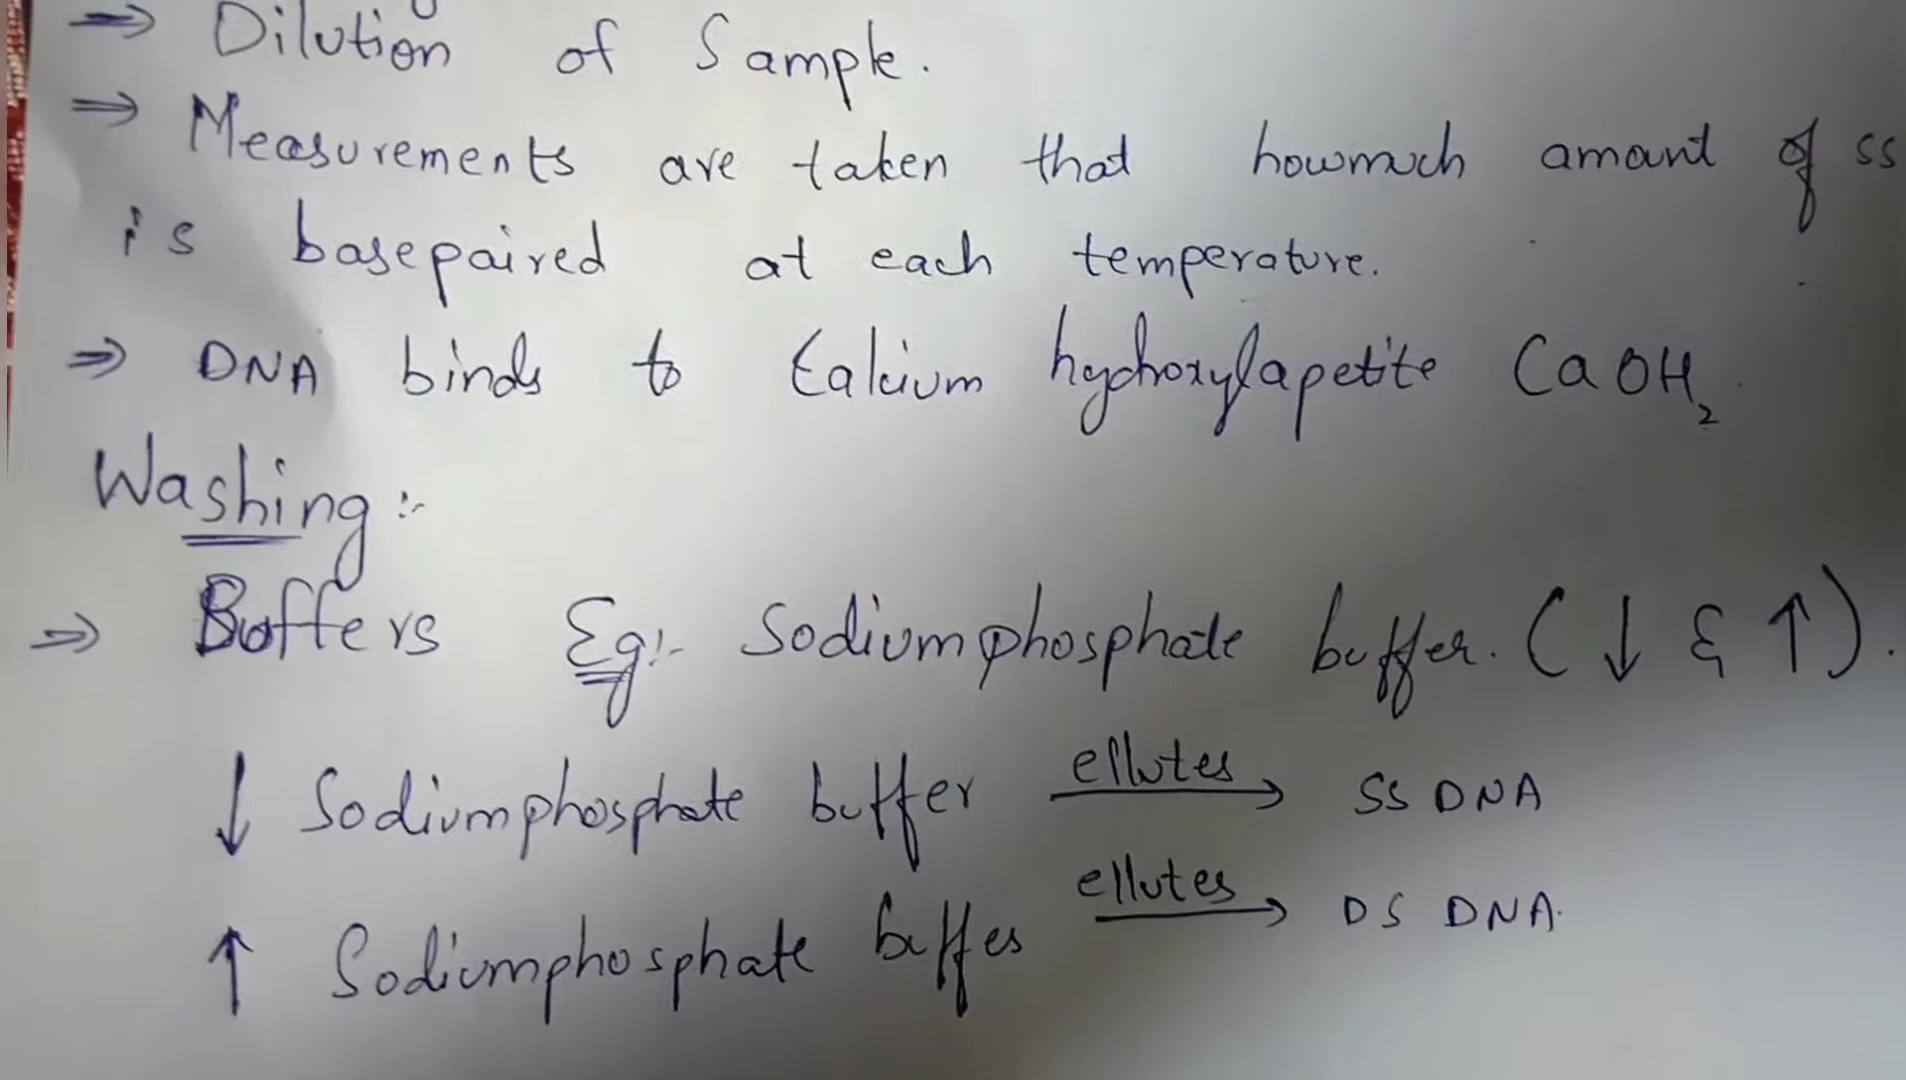 ⇒ Dilution of Sample.
⇒ Measurements are taken that howmuch amount of ss
is basepaired at each temperature.
⇒ DNA binds to Calcium hydroxylapetite CaOH₂
Washing :-
⇒ Buffers Eg:- Sodiumphosphate buffer. (↓ & ↑).
↓ Sodiumphosphate buffer ellutes → SS DNA
↑ Sodiumphosphate buffer ellutes → DS DNA.